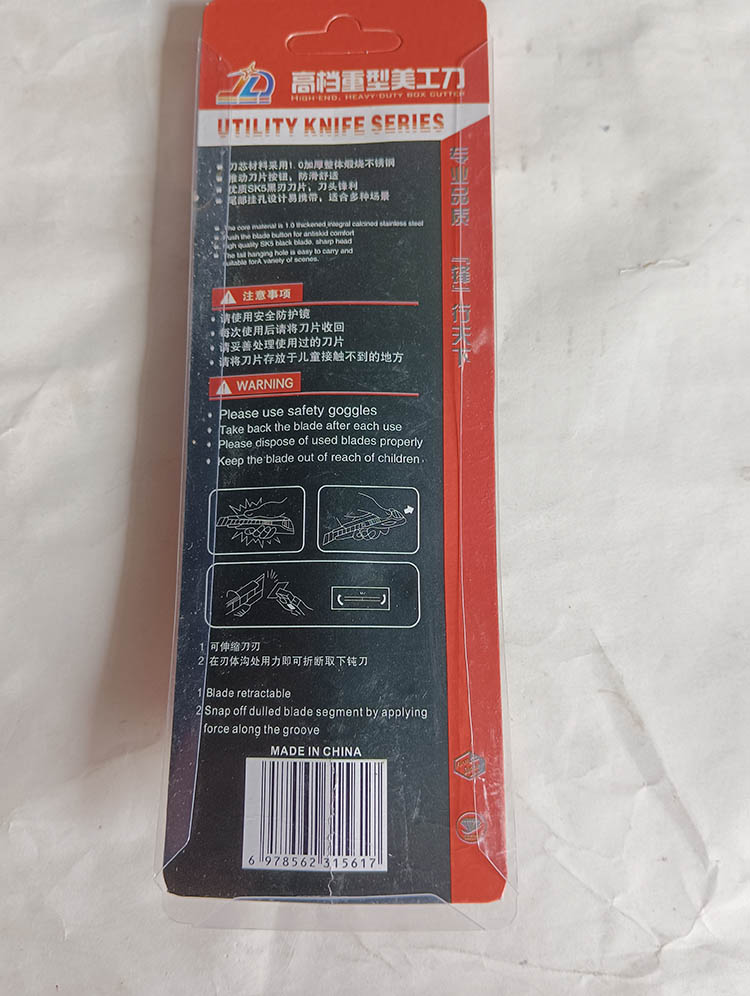 高档重型美工刀
HIGH-END, HEAVY-DUTY BOX CUTTER
UTILITY KNIFE SERIES
刀芯材料采用1.0加厚整体煅烧不锈钢
推动刀片按钮，防滑舒适
优质SK5黑刃刀片，刀头锋利
尾部挂孔设计易携带，适合多种场景
The core material is 1.0 thickened integral calcined stainless steel
Push the blade button for antiskid comfort
High quality SK5 black blade, sharp head
The tail hanging hole is easy to carry and
suitable forA variety of scenes.
注意事项
请使用安全防护镜
每次使用后请将刀片收回
请妥善处理使用过的刀片
请将刀片存放于儿童接触不到的地方
WARNING
Please use safety goggles
Take back the blade after each use
Please dispose of used blades properly
Keep the blade out of reach of children
1 可伸缩刀刃
2 在刃体沟处用力即可折断取下钝刀
1 Blade retractable
2 Snap off dulled blade segment by applying
force along the groove
MADE IN CHINA
6 978562 315617
专业品质 「锋」行天下